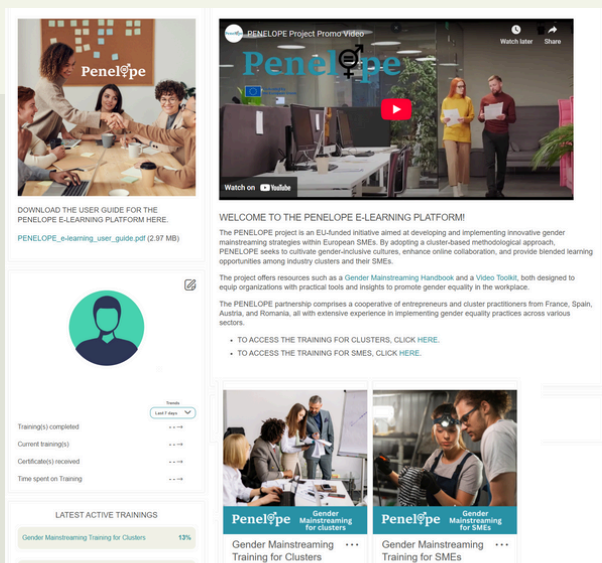 Penelope
DOWNLOAD THE USER GUIDE FOR THE
PENELOPE E-LEARNING PLATFORM HERE.
PENELOPE_e-learning_user_guide.pdf (2.97 MB)
Trends
Last 7 days
Training(s) completed
- -→
Current training(s)
- -→
Certificate(s) received
- -→
Time spent on Training
- -→
LATEST ACTIVE TRAININGS
Gender Mainstreaming Training for Clusters 13%
PENELOPE Project Promo Video
Watch later
Share
Penelope
Watch on YouTube
WELCOME TO THE PENELOPE E-LEARNING PLATFORM!
The PENELOPE project is an EU-funded initiative aimed at developing and implementing innovative gender
mainstreaming strategies within European SMEs. By adopting a cluster-based methodological approach,
PENELOPE seeks to cultivate gender-inclusive cultures, enhance online collaboration, and provide blended learning
opportunities among industry clusters and their SMEs.
The project offers resources such as a Gender Mainstreaming Handbook and a Video Toolkit, both designed to
equip organizations with practical tools and insights to promote gender equality in the workplace.
The PENELOPE partnership comprises a cooperative of entrepreneurs and cluster practitioners from France, Spain,
Austria, and Romania, all with extensive experience in implementing gender equality practices across various
sectors.
• TO ACCESS THE TRAINING FOR CLUSTERS, CLICK HERE.
• TO ACCESS THE TRAINING FOR SMES, CLICK HERE.
Penelope
Gender
Mainstreaming
for clusters
Gender Mainstreaming ···
Training for Clusters
Penelope
Gender
Mainstreaming
for SMEs
Gender Mainstreaming ···
Training for SMEs